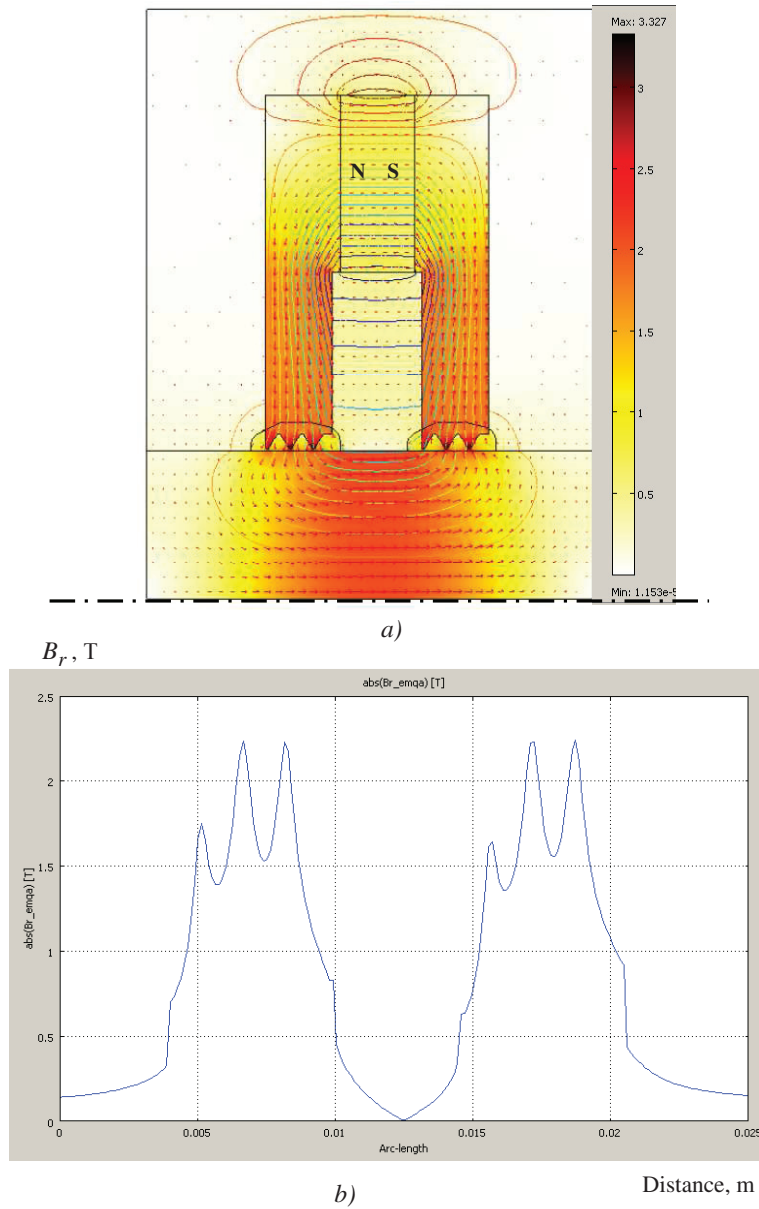 Max: 3.327
3
2.5
N S
2
1.5
1
0.5
Min: 1.153e-5
a)
B_r, T
abs(Br_emqa) [T]
2.5
2
1.5
1
0.5
0
abs(Br_emqa) [T]
0 0.005 0.01 0.015 0.02 0.025
Arc-length
Distance, m
b)